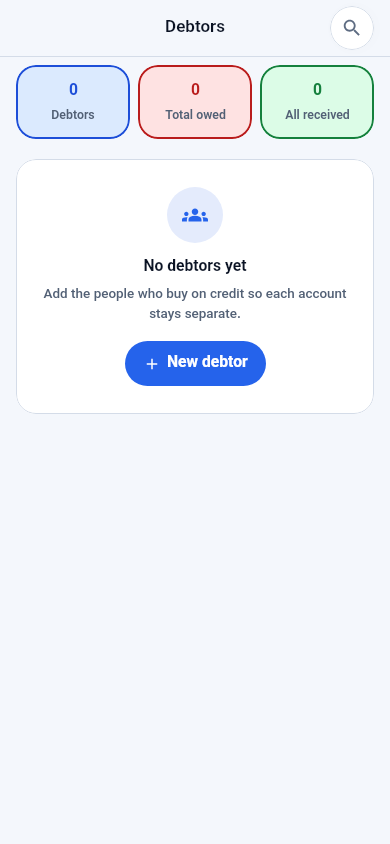 Debtors
0
Debtors
0
Total owed
0
All received
No debtors yet
Add the people who buy on credit so each account
stays separate.
New debtor